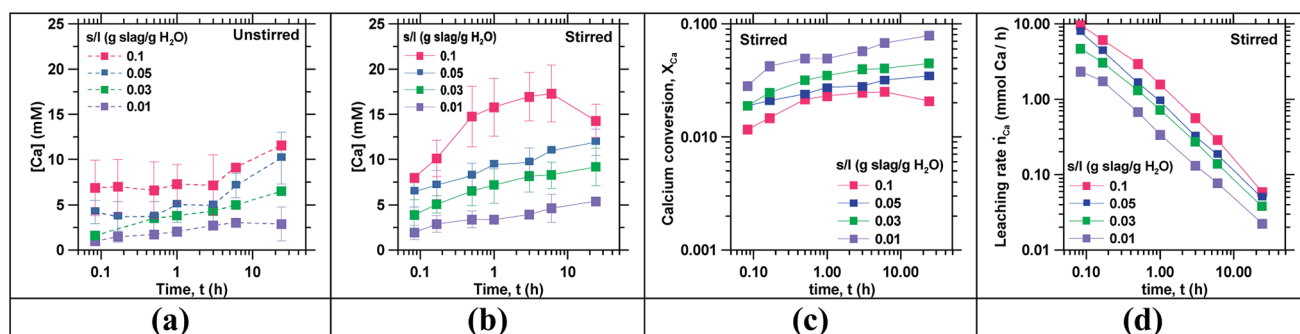 s/l (g slag/g H₂O) Unstirred
0.1
0.05
0.03
0.01
25
20
15
10
5
0
[Ca] (mM)
0.1 1 10
Time, t (h)
(a)
s/l (g slag/g H₂O) Stirred
0.1
0.05
0.03
0.01
25
20
15
10
5
0
[Ca] (mM)
0.1 1 10
Time, t (h)
(b)
Stirred
0.100
0.010
0.001
Calcium conversion, X_Ca
s/l (g slag/g H₂O)
0.1
0.05
0.03
0.01
0.10 1.00 10.00
time, t (h)
(c)
Stirred
10.00
1.00
0.10
0.01
Leaching rate ṅ_Ca (mmol Ca / h)
s/l (g slag/g H₂O)
0.1
0.05
0.03
0.01
0.10 1.00 10.00
time, t (h)
(d)